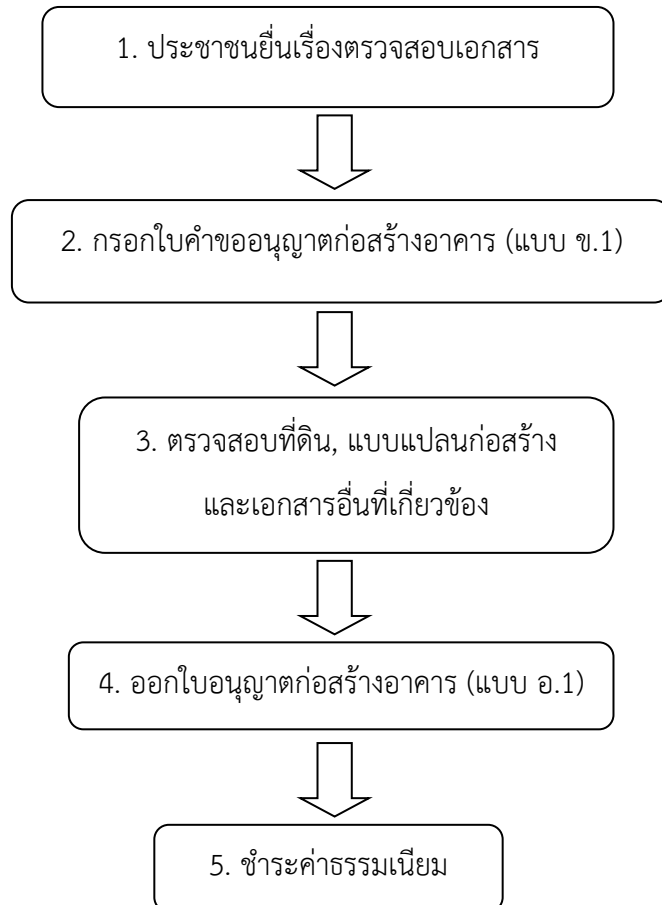 1. ประชาชนยื่นเรื่องตรวจสอบเอกสาร
2. กรอกใบคำขออนุญาตก่อสร้างอาคาร (แบบ ข.1)
3. ตรวจสอบที่ดิน, แบบแปลนก่อสร้าง
และเอกสารอื่นที่เกี่ยวข้อง
4. ออกใบอนุญาตก่อสร้างอาคาร (แบบ อ.1)
5. ชำระค่าธรรมเนียม